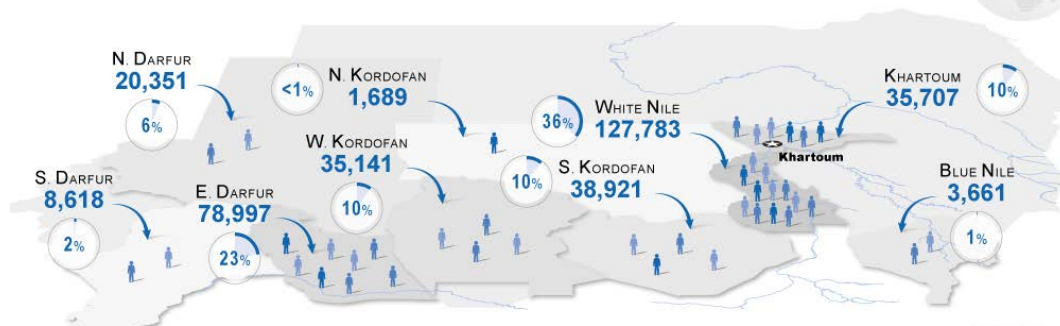 N. DARFUR
20,351
6%
<1%
N. KORDOFAN
1,689
W. KORDOFAN
35,141
10%
36%
WHITE NILE
127,783
KHARTOUM
35,707
10%
Khartoum
S. DARFUR
8,618
2%
E. DARFUR
78,997
23%
10%
S. KORDOFAN
38,921
BLUE NILE
3,661
1%